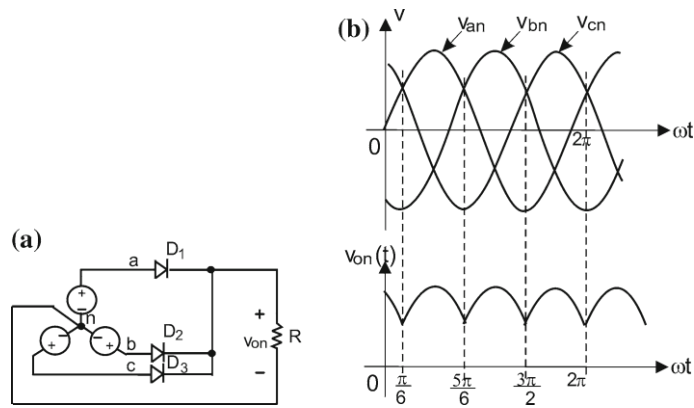 (a)
a
D1
+
−
n
+
−
−
+
b
D2
c
D3
+
von
−
R
(b)
v
van
vbn
vcn
0
2π
ωt
von(t)
0
π/6
5π/6
3π/2
2π
ωt